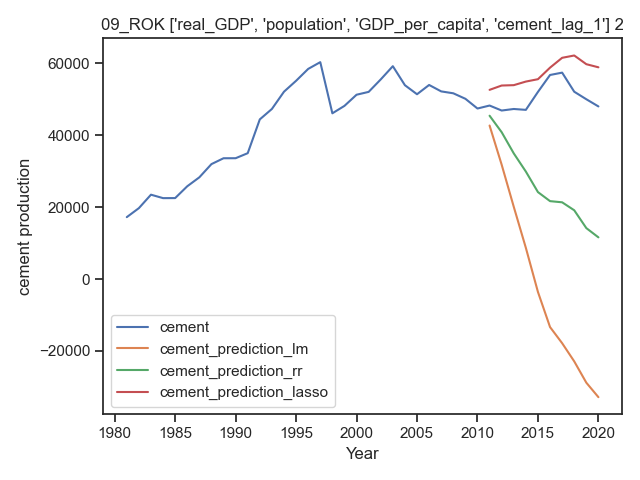 09_ROK ['real_GDP', 'population', 'GDP_per_capita', 'cement_lag_1'] 2
60000
40000
20000
0
−20000
cement production
cement
cement_prediction_lm
cement_prediction_rr
cement_prediction_lasso
1980 1985 1990 1995 2000 2005 2010 2015 2020
Year